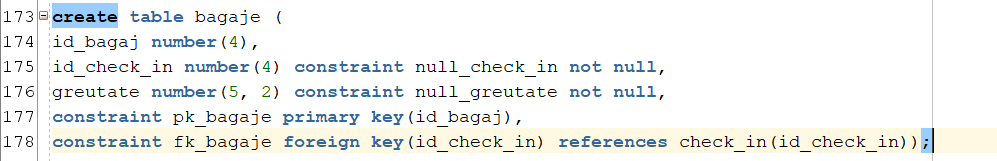 173 create table bagaje (
174 id_bagaj number(4),
175 id_check_in number(4) constraint null_check_in not null,
176 greutate number(5, 2) constraint null_greutate not null,
177 constraint pk_bagaje primary key(id_bagaj),
178 constraint fk_bagaje foreign key(id_check_in) references check_in(id_check_in));